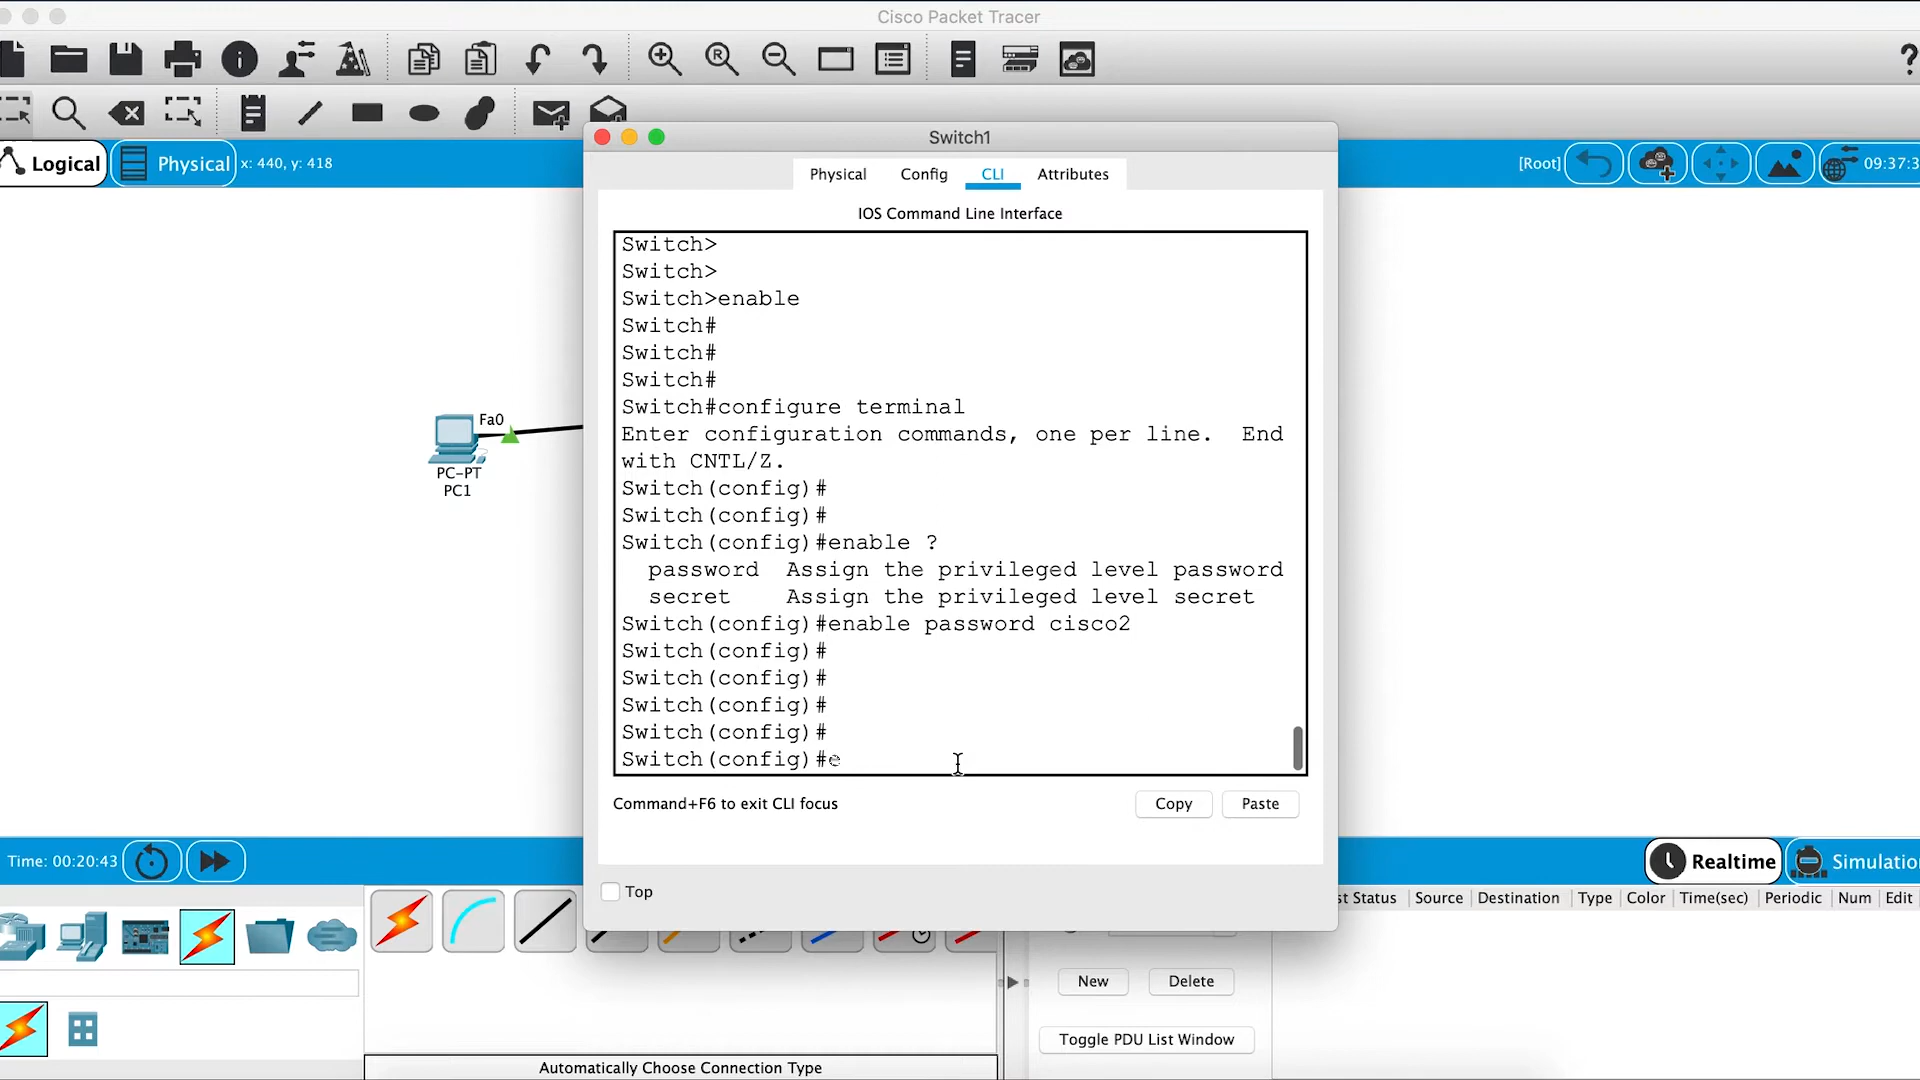 Cisco Packet Tracer
Logical
Physical
x: 440, y: 418
[Root]
09:37:3
Switch1
Physical
Config
CLI
Attributes
IOS Command Line Interface
Switch>
Switch>
Switch>enable
Switch#
Switch#
Switch#
Switch#configure terminal
Enter configuration commands, one per line.  End
with CNTL/Z.
Switch(config)#
Switch(config)#
Switch(config)#enable ?
  password  Assign the privileged level password
  secret    Assign the privileged level secret
Switch(config)#enable password cisco2
Switch(config)#
Switch(config)#
Switch(config)#
Switch(config)#
Switch(config)#e
Fa0
PC-PT
PC1
Command+F6 to exit CLI focus
Copy
Paste
Top
Time: 00:20:43
Realtime
Simulatio
st Status
Source
Destination
Type
Color
Time(sec)
Periodic
Num
Edit
New
Delete
Toggle PDU List Window
Automatically Choose Connection Type